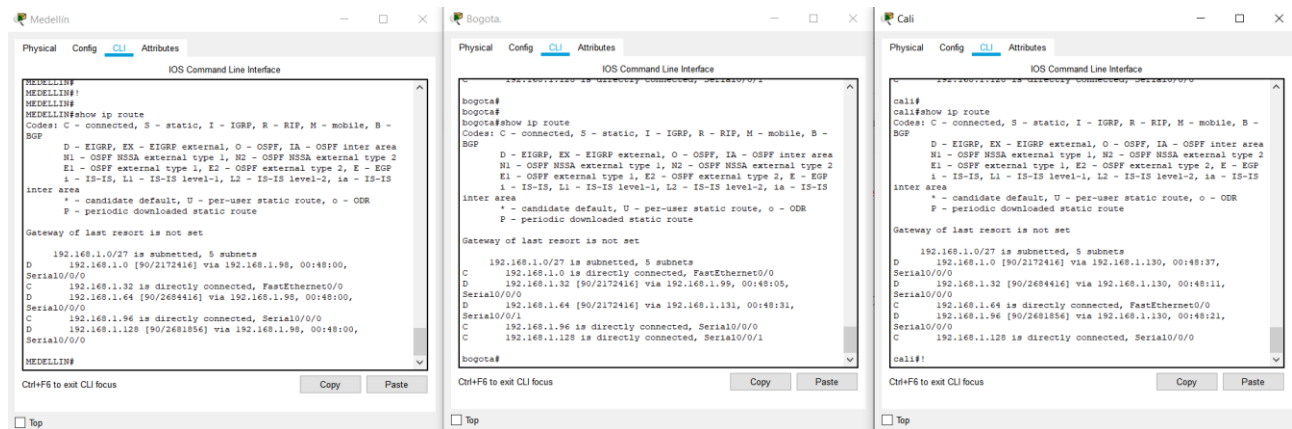 Medellín
Physical Config CLI Attributes
IOS Command Line Interface
MEDELLIN#
MEDELLIN#!
MEDELLIN#
MEDELLIN#show ip route
Codes: C - connected, S - static, I - IGRP, R - RIP, M - mobile, B -
BGP
D - EIGRP, EX - EIGRP external, O - OSPF, IA - OSPF inter area
N1 - OSPF NSSA external type 1, N2 - OSPF NSSA external type 2
E1 - OSPF external type 1, E2 - OSPF external type 2, E - EGP
i - IS-IS, L1 - IS-IS level-1, L2 - IS-IS level-2, ia - IS-IS
inter area
* - candidate default, U - per-user static route, o - ODR
P - periodic downloaded static route
Gateway of last resort is not set
192.168.1.0/27 is subnetted, 5 subnets
D 192.168.1.0 [90/2172416] via 192.168.1.98, 00:48:00,
Serial0/0/0
C 192.168.1.32 is directly connected, FastEthernet0/0
D 192.168.1.64 [90/2684416] via 192.168.1.98, 00:48:00,
Serial0/0/0
C 192.168.1.96 is directly connected, Serial0/0/0
D 192.168.1.128 [90/2681856] via 192.168.1.98, 00:48:00,
Serial0/0/0
MEDELLIN#
Ctrl+F6 to exit CLI focus
Copy Paste
Top
Bogota.
Physical Config CLI Attributes
IOS Command Line Interface
C 192.168.1.128 is directly connected, Serial0/0/1
bogota#
bogota#
bogota#show ip route
Codes: C - connected, S - static, I - IGRP, R - RIP, M - mobile, B -
BGP
D - EIGRP, EX - EIGRP external, O - OSPF, IA - OSPF inter area
N1 - OSPF NSSA external type 1, N2 - OSPF NSSA external type 2
E1 - OSPF external type 1, E2 - OSPF external type 2, E - EGP
i - IS-IS, L1 - IS-IS level-1, L2 - IS-IS level-2, ia - IS-IS
inter area
* - candidate default, U - per-user static route, o - ODR
P - periodic downloaded static route
Gateway of last resort is not set
192.168.1.0/27 is subnetted, 5 subnets
C 192.168.1.0 is directly connected, FastEthernet0/0
D 192.168.1.32 [90/2172416] via 192.168.1.99, 00:48:05,
Serial0/0/0
D 192.168.1.64 [90/2172416] via 192.168.1.131, 00:48:31,
Serial0/0/1
C 192.168.1.96 is directly connected, Serial0/0/0
C 192.168.1.128 is directly connected, Serial0/0/1
bogota#
Ctrl+F6 to exit CLI focus
Copy Paste
Top
Cali
Physical Config CLI Attributes
IOS Command Line Interface
C 192.168.1.128 is directly connected, Serial0/0/0
cali#
cali#show ip route
Codes: C - connected, S - static, I - IGRP, R - RIP, M - mobile, B -
BGP
D - EIGRP, EX - EIGRP external, O - OSPF, IA - OSPF inter area
N1 - OSPF NSSA external type 1, N2 - OSPF NSSA external type 2
E1 - OSPF external type 1, E2 - OSPF external type 2, E - EGP
i - IS-IS, L1 - IS-IS level-1, L2 - IS-IS level-2, ia - IS-IS
inter area
* - candidate default, U - per-user static route, o - ODR
P - periodic downloaded static route
Gateway of last resort is not set
192.168.1.0/27 is subnetted, 5 subnets
D 192.168.1.0 [90/2172416] via 192.168.1.130, 00:48:37,
Serial0/0/0
D 192.168.1.32 [90/2684416] via 192.168.1.130, 00:48:11,
Serial0/0/0
C 192.168.1.64 is directly connected, FastEthernet0/0
D 192.168.1.96 [90/2681856] via 192.168.1.130, 00:48:21,
Serial0/0/0
C 192.168.1.128 is directly connected, Serial0/0/0
cali#!
Ctrl+F6 to exit CLI focus
Copy Paste
Top